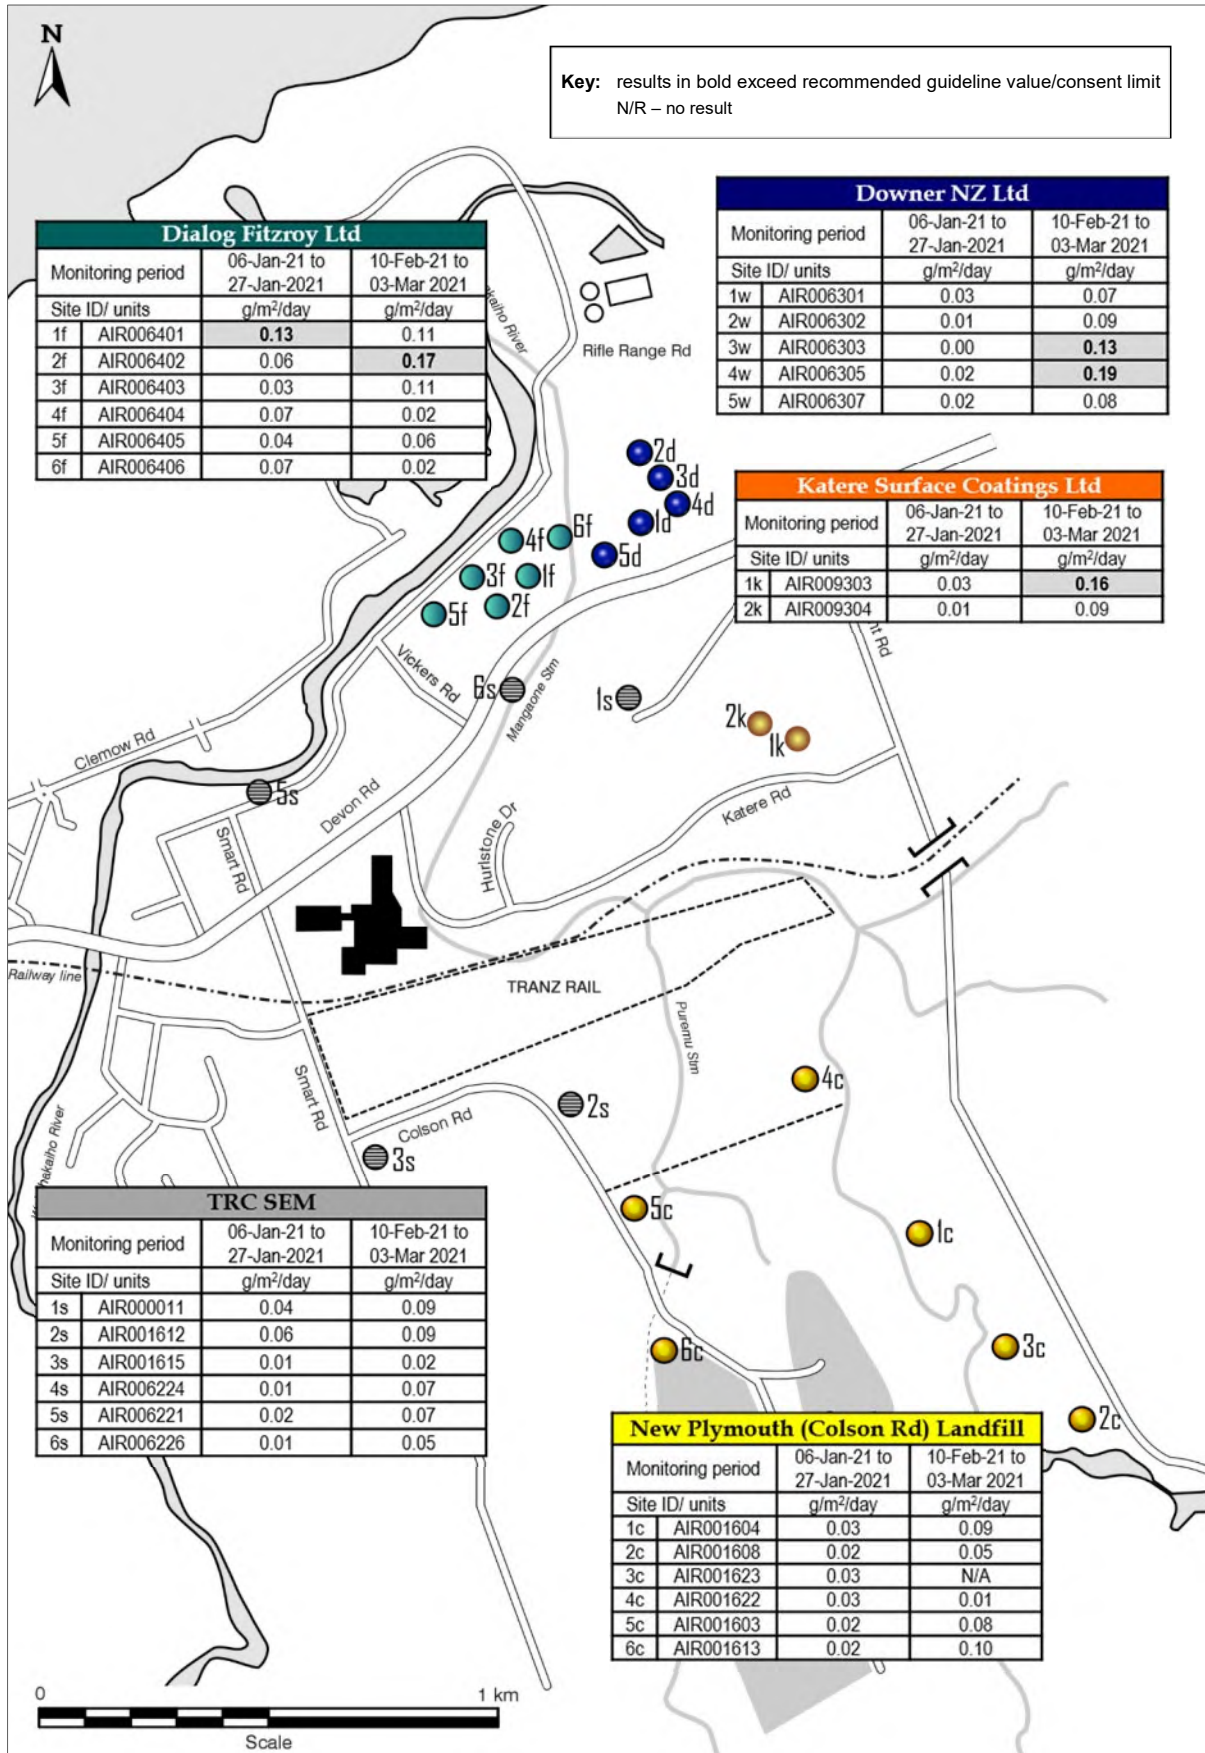 N
Key: results in bold exceed recommended guideline value/consent limit
N/R – no result
Dialog Fitzroy Ltd
Monitoring period 06-Jan-21 to 27-Jan-2021 10-Feb-21 to 03-Mar 2021
Site ID/ units g/m²/day g/m²/day
1f AIR006401 0.13 0.11
2f AIR006402 0.06 0.17
3f AIR006403 0.03 0.11
4f AIR006404 0.07 0.02
5f AIR006405 0.04 0.06
6f AIR006406 0.07 0.02
Downer NZ Ltd
Monitoring period 06-Jan-21 to 27-Jan-2021 10-Feb-21 to 03-Mar 2021
Site ID/ units g/m²/day g/m²/day
1w AIR006301 0.03 0.07
2w AIR006302 0.01 0.09
3w AIR006303 0.00 0.13
4w AIR006305 0.02 0.19
5w AIR006307 0.02 0.08
Rifle Range Rd
Katere Surface Coatings Ltd
Monitoring period 06-Jan-21 to 27-Jan-2021 10-Feb-21 to 03-Mar 2021
Site ID/ units g/m²/day g/m²/day
1k AIR009303 0.03 0.16
2k AIR009304 0.01 0.09
River
2d
3d
4d
1d
5d
4f
6f
3f
1f
5f
2f
Vickers Rd
6s
Mangaone Stm
1s
2k
1k
Rd
Clemow Rd
5s
Smart Rd
Devon Rd
Hurlstone Dr
Katere Rd
Railway line
TRANZ RAIL
Puremu Stm
4c
Smart Rd
Colson Rd
2s
3s
River
5c
1c
6c
3c
2c
TRC SEM
Monitoring period 06-Jan-21 to 27-Jan-2021 10-Feb-21 to 03-Mar 2021
Site ID/ units g/m²/day g/m²/day
1s AIR000011 0.04 0.09
2s AIR001612 0.06 0.09
3s AIR001615 0.01 0.02
4s AIR006224 0.01 0.07
5s AIR006221 0.02 0.07
6s AIR006226 0.01 0.05
New Plymouth (Colson Rd) Landfill
Monitoring period 06-Jan-21 to 27-Jan-2021 10-Feb-21 to 03-Mar 2021
Site ID/ units g/m²/day g/m²/day
1c AIR001604 0.03 0.09
2c AIR001608 0.02 0.05
3c AIR001623 0.03 N/A
4c AIR001622 0.03 0.01
5c AIR001603 0.02 0.08
6c AIR001613 0.02 0.10
0 1 km
Scale